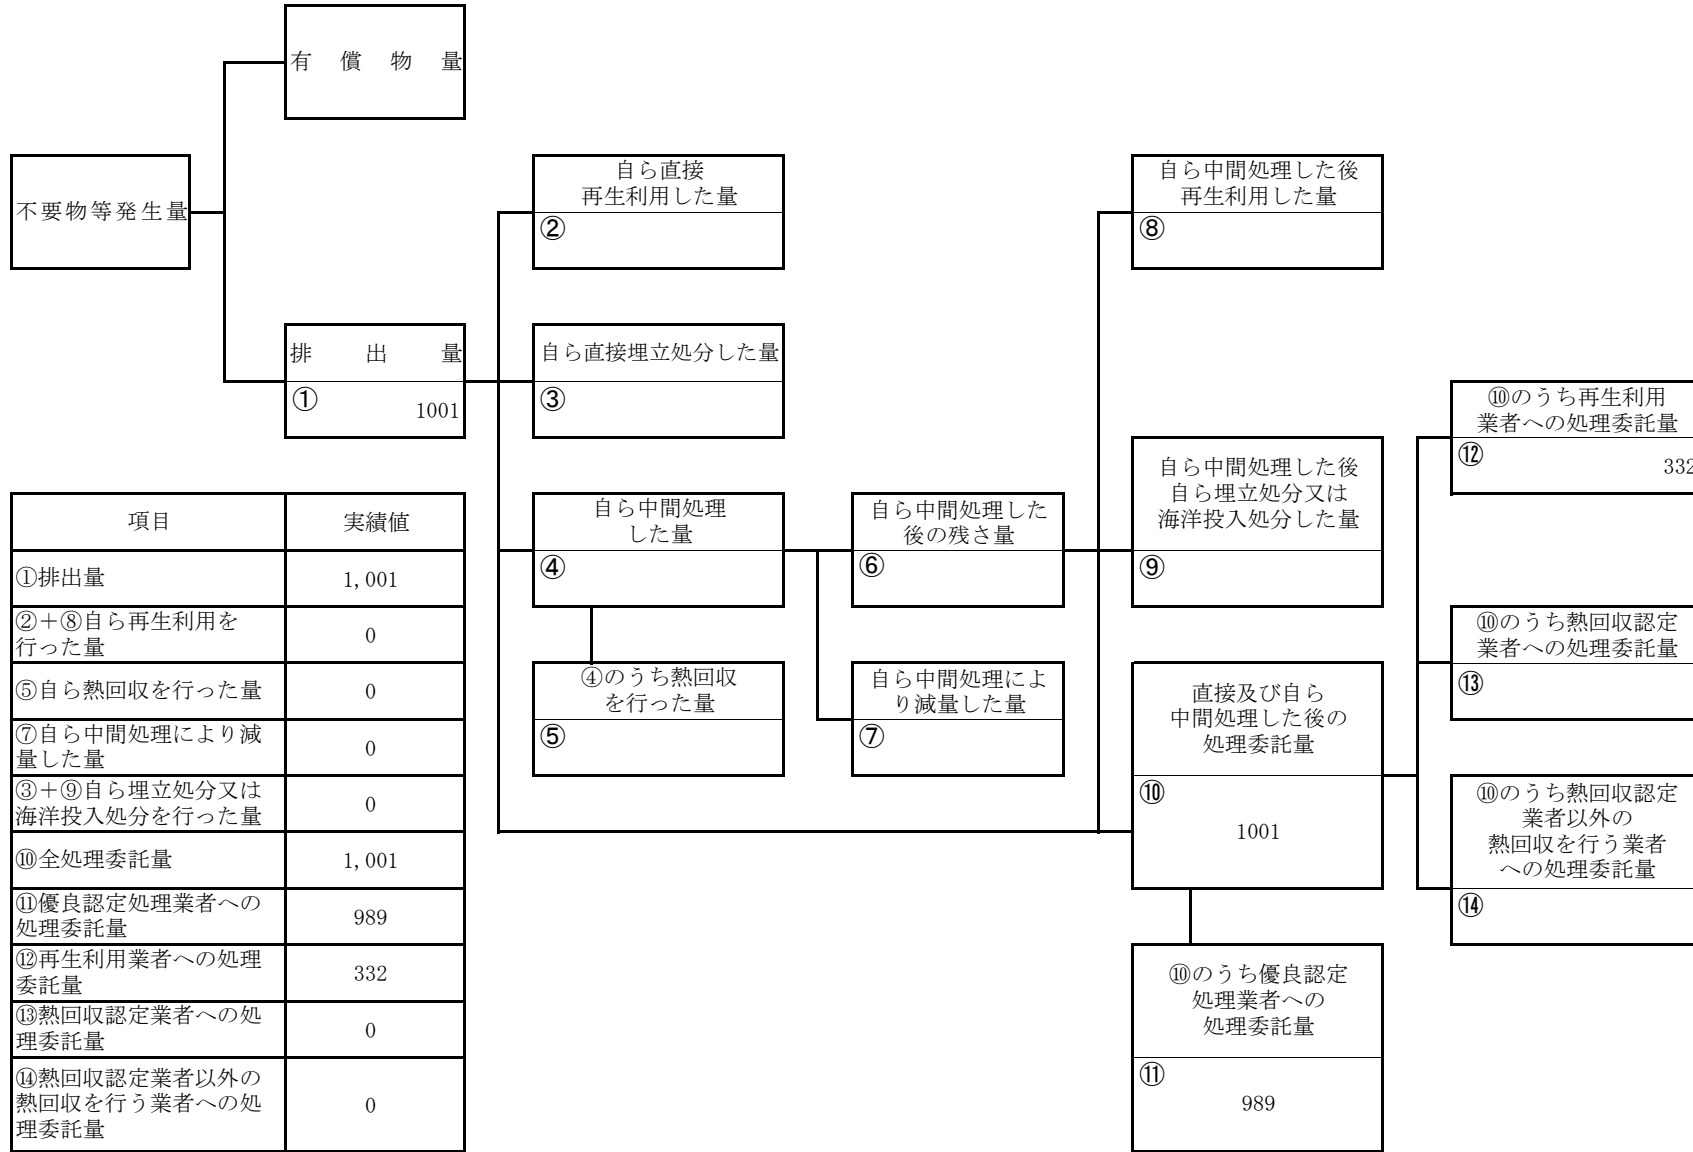 有償物量
不要物等発生量
自ら直接
再生利用した量
②
自ら中間処理した後
再生利用した量
⑧
排出量
①
1001
自ら直接埋立処分した量
③
⑩のうち再生利用
業者への処理委託量
⑫
332
自ら中間処理
した量
④
自ら中間処理した
後の残さ量
⑥
自ら中間処理した後
自ら埋立処分又は
海洋投入処分した量
⑨
④のうち熱回収
を行った量
⑤
自ら中間処理によ
り減量した量
⑦
直接及び自ら
中間処理した後の
処理委託量
⑩
1001
⑩のうち熱回収認定
業者への処理委託量
⑬
⑩のうち熱回収認定
業者以外の
熱回収を行う業者
への処理委託量
⑭
⑩のうち優良認定
処理業者への
処理委託量
⑪
989
項目 実績値
①排出量 1,001
②＋⑧自ら再生利用を
行った量 0
⑤自ら熱回収を行った量 0
⑦自ら中間処理により減
量した量 0
③＋⑨自ら埋立処分又は
海洋投入処分を行った量 0
⑩全処理委託量 1,001
⑪優良認定処理業者への
処理委託量 989
⑫再生利用業者への処理
委託量 332
⑬熱回収認定業者への処
理委託量 0
⑭熱回収認定業者以外の
熱回収を行う業者への処
理委託量 0